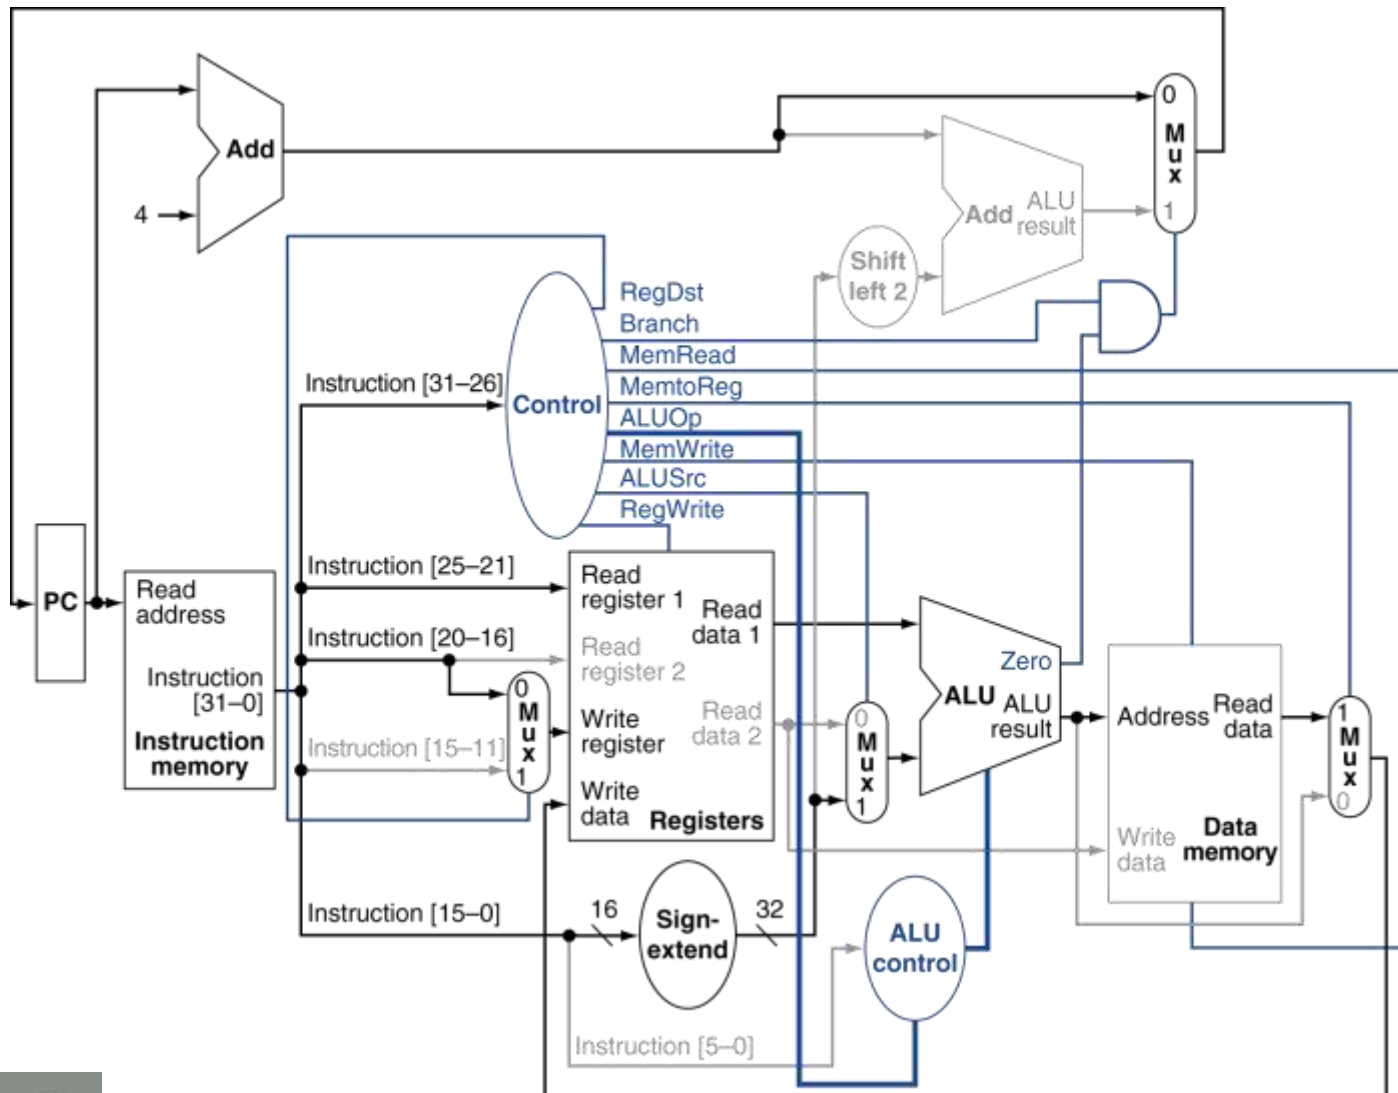 0
Mux
1
Add
4
Add
ALU
result
Shift
left 2
RegDst
Branch
MemRead
MemtoReg
ALUOp
MemWrite
ALUSrc
RegWrite
Instruction [31–26]
Control
PC
Read
address
Instruction
[31–0]
Instruction
memory
Instruction [25–21]
Instruction [20–16]
Instruction [15–11]
0
Mux
1
Read
register 1
Read
register 2
Write
register
Write
data
Read
data 1
Read
data 2
Registers
0
Mux
1
Zero
ALU
ALU
result
Address
Read
data
Write
data
Data
memory
1
Mux
0
Instruction [15–0]
16
Sign-
extend
32
ALU
control
Instruction [5–0]